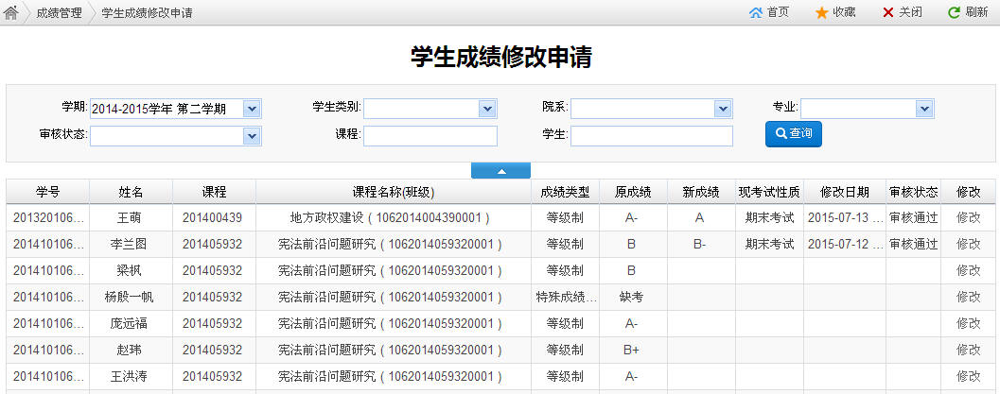 成绩管理 学生成绩修改申请 首页 收藏 关闭 刷新
学生成绩修改申请
学期: 2014-2015学年 第二学期 学生类别: 院系: 专业:
审核状态: 课程: 学生: 查询
学号 姓名 课程 课程名称(班级) 成绩类型 原成绩 新成绩 现考试性质 修改日期 审核状态 修改
201320106... 王萌 201400439 地方政权建设 ( 1062014004390001 ) 等级制 A- A 期末考试 2015-07-13 ... 审核通过 修改
201410106... 李兰图 201405932 宪法前沿问题研究 ( 1062014059320001 ) 等级制 B B- 期末考试 2015-07-12 ... 审核通过 修改
201410106... 梁枫 201405932 宪法前沿问题研究 ( 1062014059320001 ) 等级制 B 修改
201410106... 杨殷一帆 201405932 宪法前沿问题研究 ( 1062014059320001 ) 特殊成绩... 缺考 修改
201410106... 庞远福 201405932 宪法前沿问题研究 ( 1062014059320001 ) 等级制 A- 修改
201410106... 赵玮 201405932 宪法前沿问题研究 ( 1062014059320001 ) 等级制 B+ 修改
201410106... 王洪涛 201405932 宪法前沿问题研究 ( 1062014059320001 ) 等级制 A- 修改